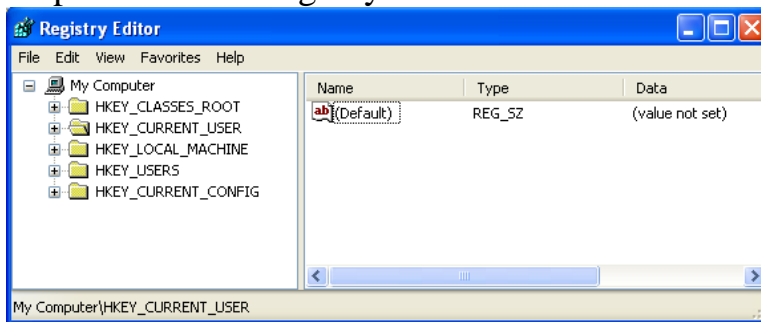 Registry Editor
File Edit View Favorites Help
My Computer
HKEY_CLASSES_ROOT
HKEY_CURRENT_USER
HKEY_LOCAL_MACHINE
HKEY_USERS
HKEY_CURRENT_CONFIG
Name Type Data
ab (Default) REG_SZ (value not set)
My Computer\HKEY_CURRENT_USER